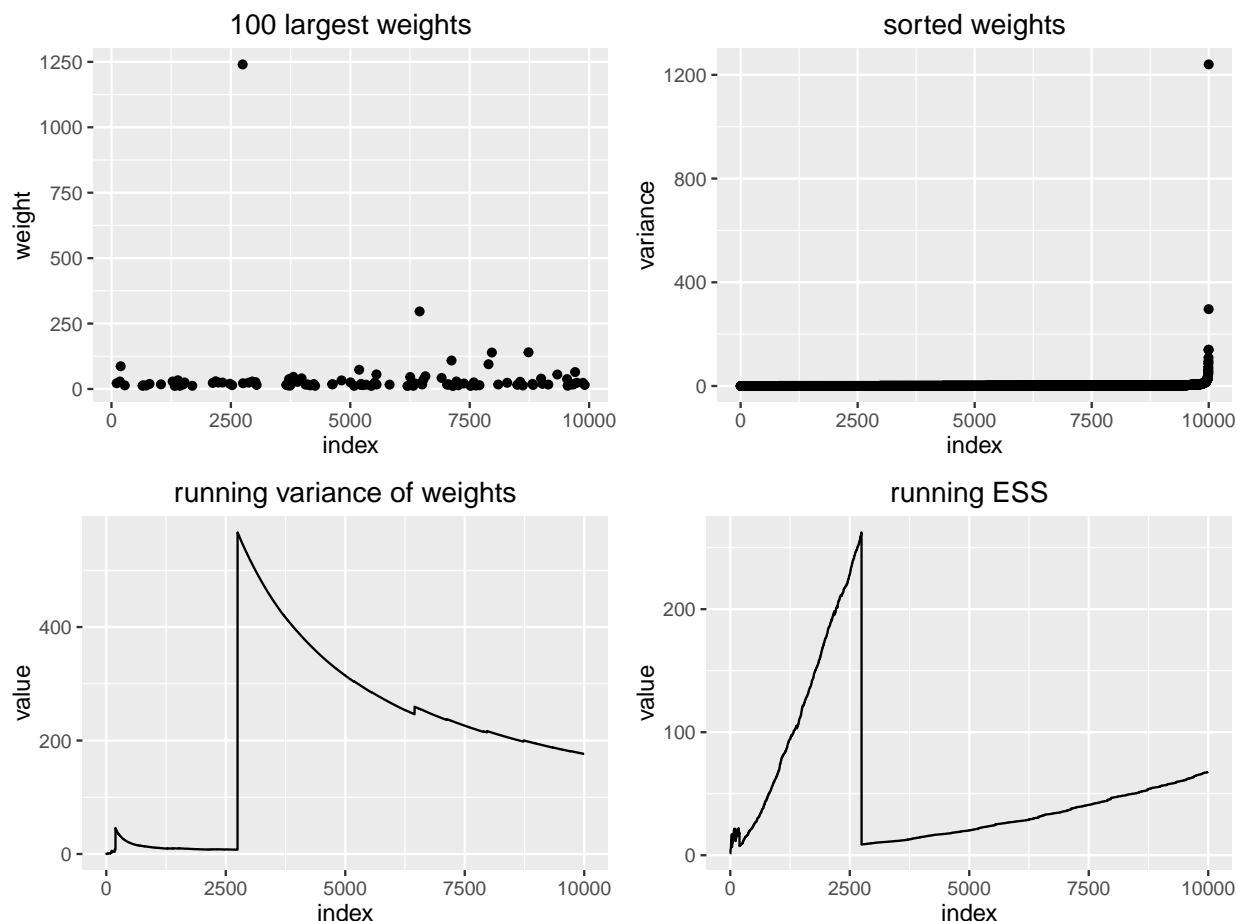 100 largest weights
1250
1000
750
500
250
0
weight
0 2500 5000 7500 10000
index
sorted weights
1200
800
400
0
variance
0 2500 5000 7500 10000
index
running variance of weights
400
200
0
value
0 2500 5000 7500 10000
index
running ESS
200
100
0
value
0 2500 5000 7500 10000
index